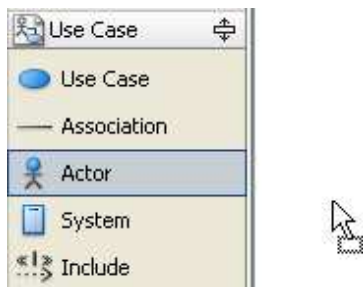 Use Case
Use Case
Association
Actor
System
Include